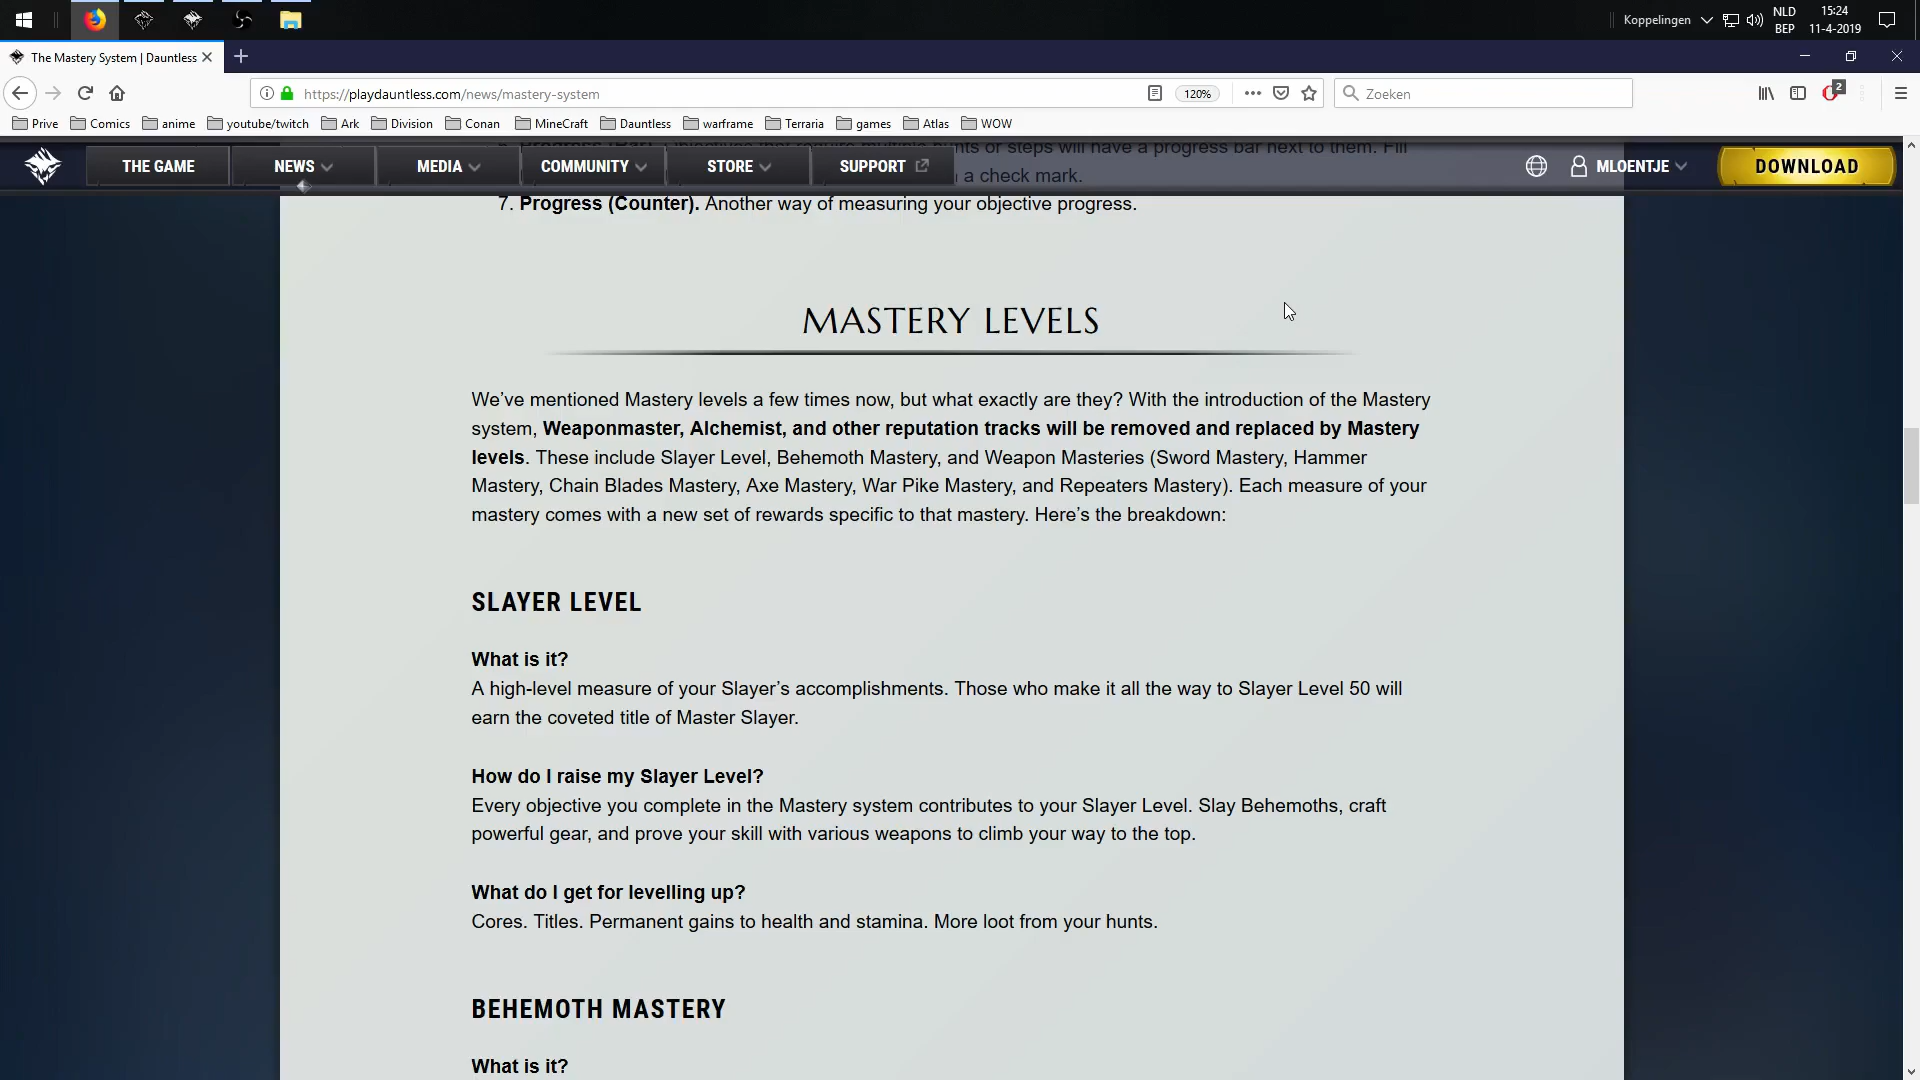 Koppelingen
NLD
BEP
15:24
11-4-2019
The Mastery System | Dauntless
https://playdauntless.com/news/mastery-system
120%
Zoeken
2
Prive
Comics
anime
youtube/twitch
Ark
Division
Conan
MineCraft
Dauntless
warframe
Terraria
games
Atlas
WOW
THE GAME
NEWS
MEDIA
COMMUNITY
STORE
SUPPORT
MLOENTJE
DOWNLOAD
or steps will have a progress bar next to them. Fill
a check mark.
7. Progress (Counter). Another way of measuring your objective progress.
MASTERY LEVELS
We’ve mentioned Mastery levels a few times now, but what exactly are they? With the introduction of the Mastery
system, Weaponmaster, Alchemist, and other reputation tracks will be removed and replaced by Mastery
levels. These include Slayer Level, Behemoth Mastery, and Weapon Masteries (Sword Mastery, Hammer
Mastery, Chain Blades Mastery, Axe Mastery, War Pike Mastery, and Repeaters Mastery). Each measure of your
mastery comes with a new set of rewards specific to that mastery. Here’s the breakdown:
SLAYER LEVEL
What is it?
A high-level measure of your Slayer’s accomplishments. Those who make it all the way to Slayer Level 50 will
earn the coveted title of Master Slayer.
How do I raise my Slayer Level?
Every objective you complete in the Mastery system contributes to your Slayer Level. Slay Behemoths, craft
powerful gear, and prove your skill with various weapons to climb your way to the top.
What do I get for levelling up?
Cores. Titles. Permanent gains to health and stamina. More loot from your hunts.
BEHEMOTH MASTERY
What is it?